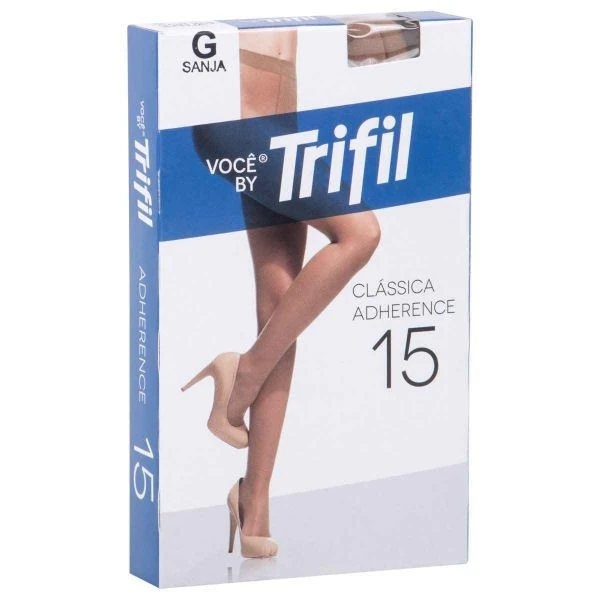 G
SANJA
VOCÊ®
BY
Trifil
CLÁSSICA
ADHERENCE
15
VOCÊ®
BY
Trifil
ADHERENCE
15